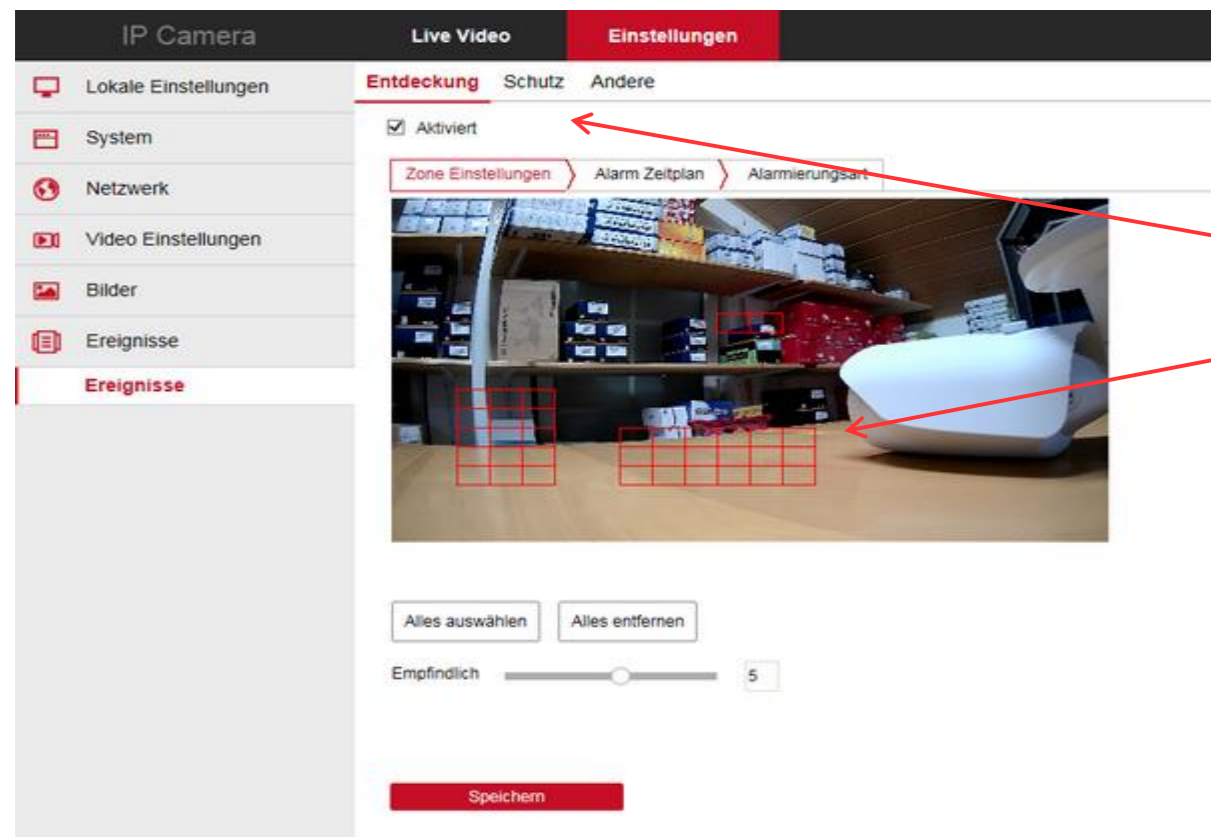 IP Camera
Live Video
Einstellungen
Lokale Einstellungen
System
Netzwerk
Video Einstellungen
Bilder
Ereignisse
Ereignisse
Entdeckung
Schutz
Andere
Aktiviert
Zone Einstellungen
Alarm Zeitplan
Alarmierungsart
Alles auswählen
Alles entfernen
Empfindlich
5
Speichern